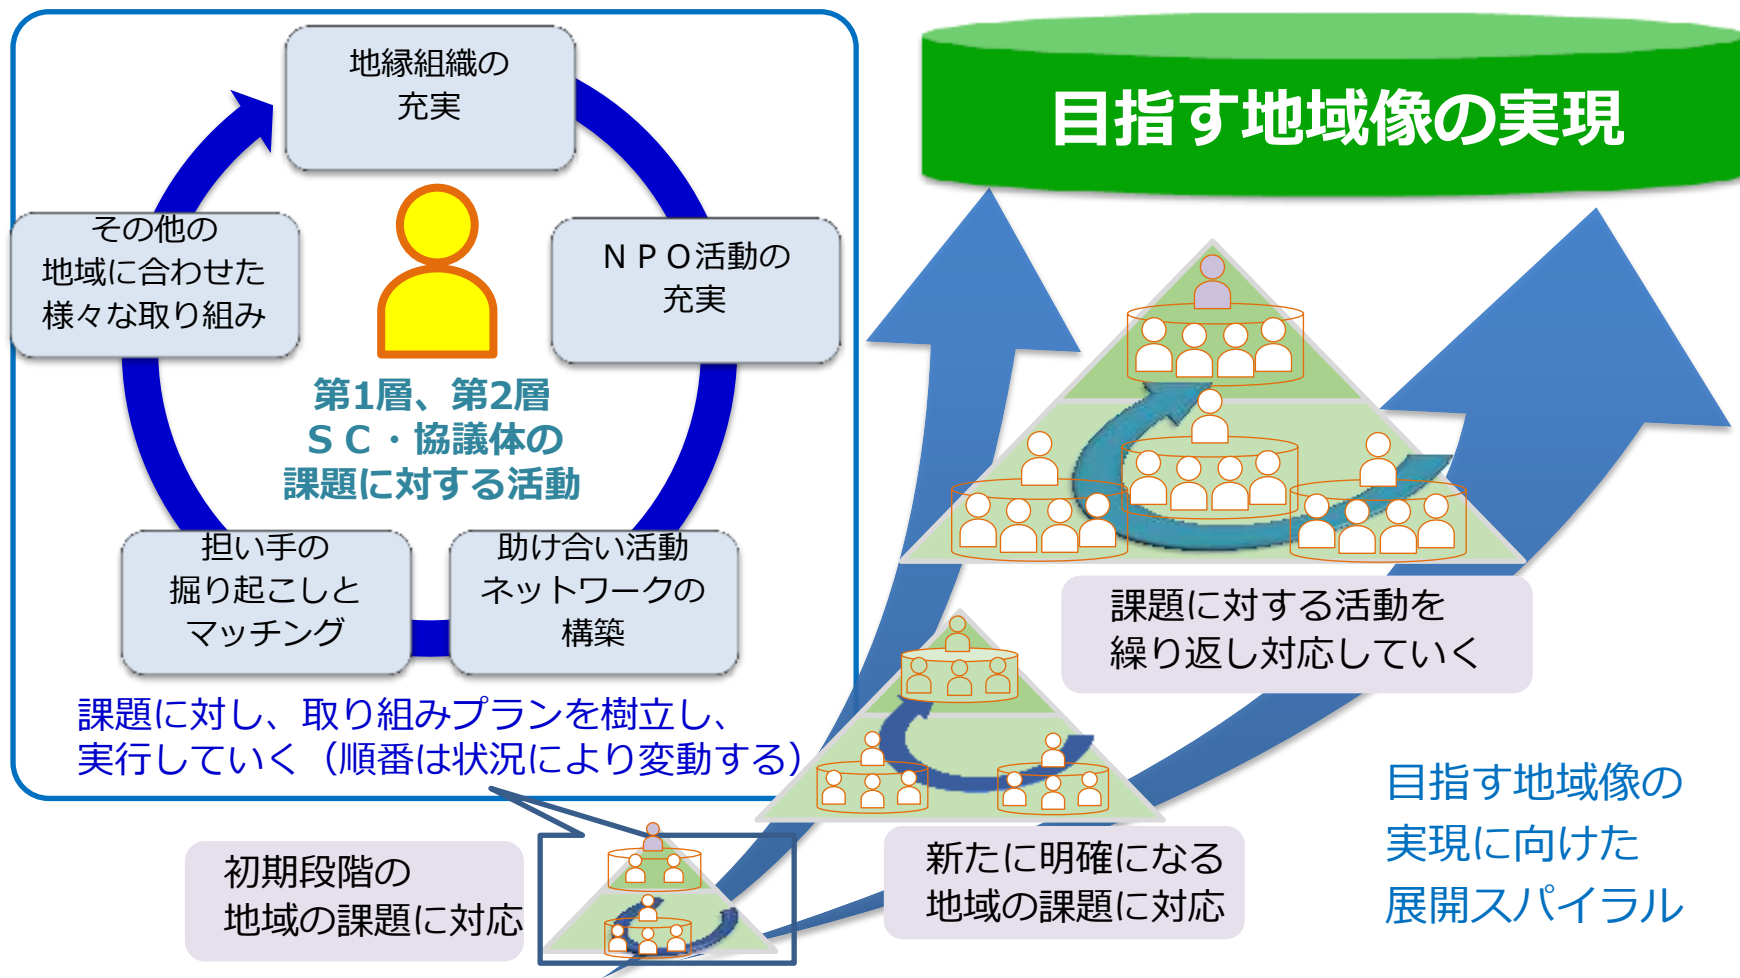 地縁組織の
充実
ＮＰＯ活動の
充実
助け合い活動
ネットワークの
構築
担い手の
掘り起こしと
マッチング
その他の
地域に合わせた
様々な取り組み
第1層、第2層
ＳＣ・協議体の
課題に対する活動
課題に対し、取り組みプランを樹立し、
実行していく（順番は状況により変動する）
目指す地域像の実現
課題に対する活動を
繰り返し対応していく
新たに明確になる
地域の課題に対応
初期段階の
地域の課題に対応
目指す地域像の
実現に向けた
展開スパイラル